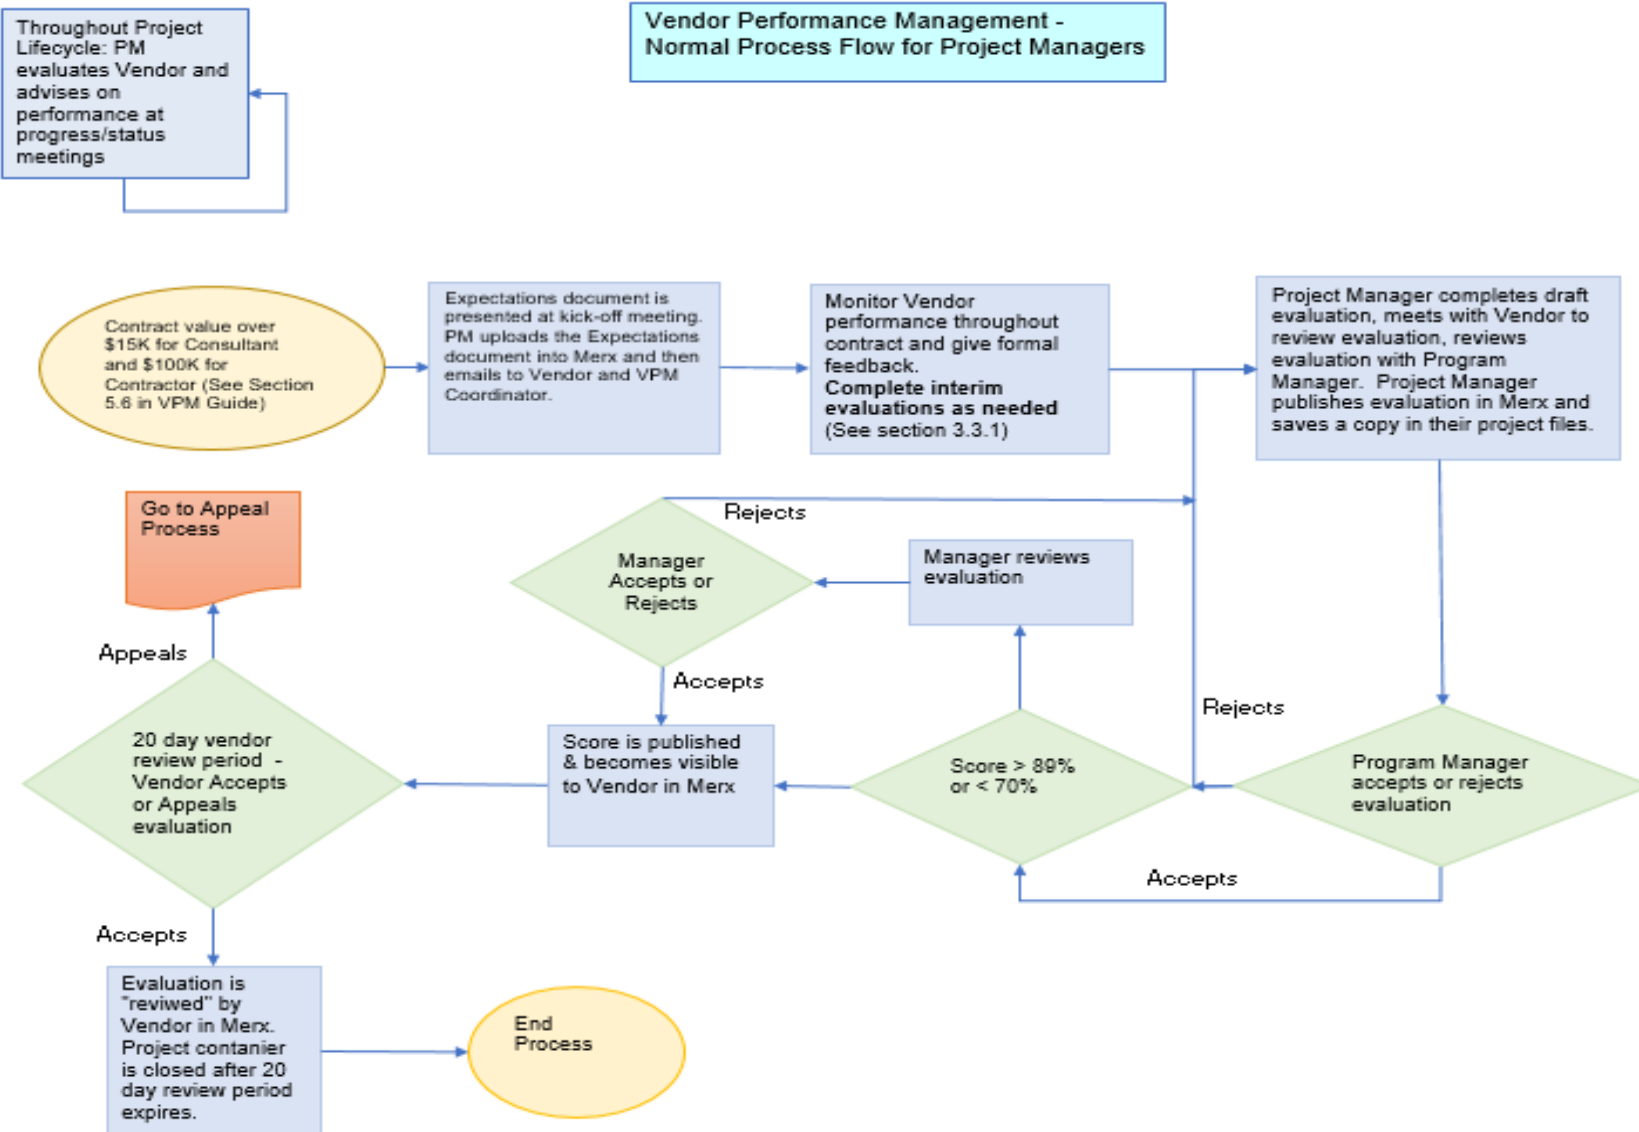 Throughout Project
Lifecycle: PM
evaluates Vendor and
advises on
performance at
progress/status
meetings
Vendor Performance Management -
Normal Process Flow for Project Managers
Contract value over
$15K for Consultant
and $100K for
Contractor (See Section
5.6 in VPM Guide)
Expectations document is
presented at kick-off meeting.
PM uploads the Expectations
document into Merx and then
emails to Vendor and VPM
Coordinator.
Monitor Vendor
performance throughout
contract and give formal
feedback.
Complete interim
evaluations as needed
(See section 3.3.1)
Project Manager completes draft
evaluation, meets with Vendor to
review evaluation, reviews
evaluation with Program
Manager. Project Manager
publishes evaluation in Merx and
saves a copy in their project files.
Go to Appeal
Process
Rejects
Manager
Accepts or
Rejects
Manager reviews
evaluation
Appeals
Accepts
Rejects
20 day vendor
review period -
Vendor Accepts
or Appeals
evaluation
Score is published
& becomes visible
to Vendor in Merx
Score > 89%
or < 70%
Program Manager
accepts or rejects
evaluation
Accepts
Accepts
Evaluation is
"reviwed" by
Vendor in Merx.
Project contanier
is closed after 20
day review period
expires.
End
Process